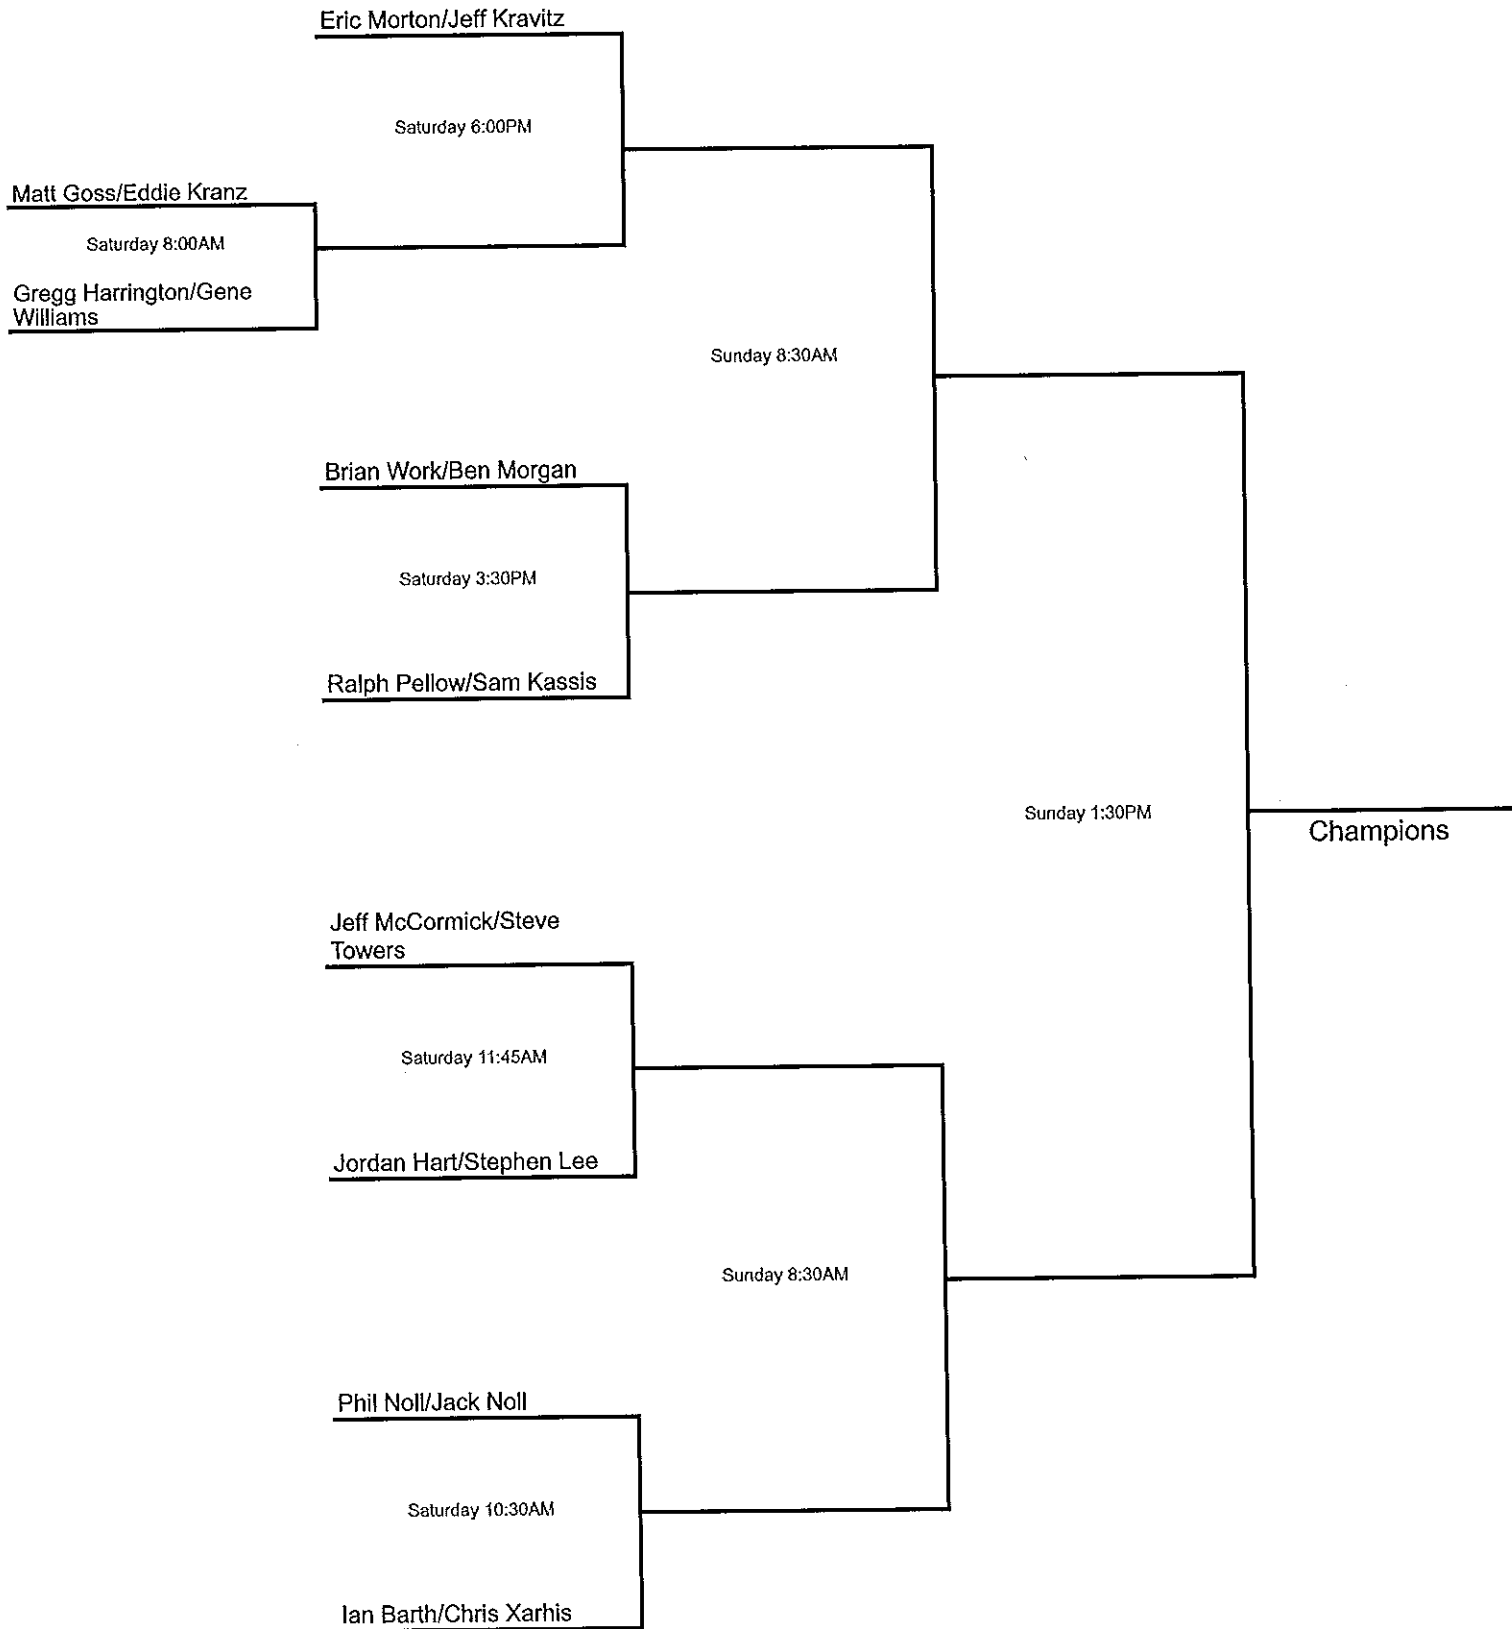 Eric Morton/Jeff Kravitz
Saturday 6:00PM
Matt Goss/Eddie Kranz
Saturday 8:00AM
Gregg Harrington/Gene
Williams
Sunday 8:30AM
Brian Work/Ben Morgan
Saturday 3:30PM
Ralph Pellow/Sam Kassis
Sunday 1:30PM
Champions
Jeff McCormick/Steve
Towers
Saturday 11:45AM
Jordan Hart/Stephen Lee
Sunday 8:30AM
Phil Noll/Jack Noll
Saturday 10:30AM
Ian Barth/Chris Xarhis